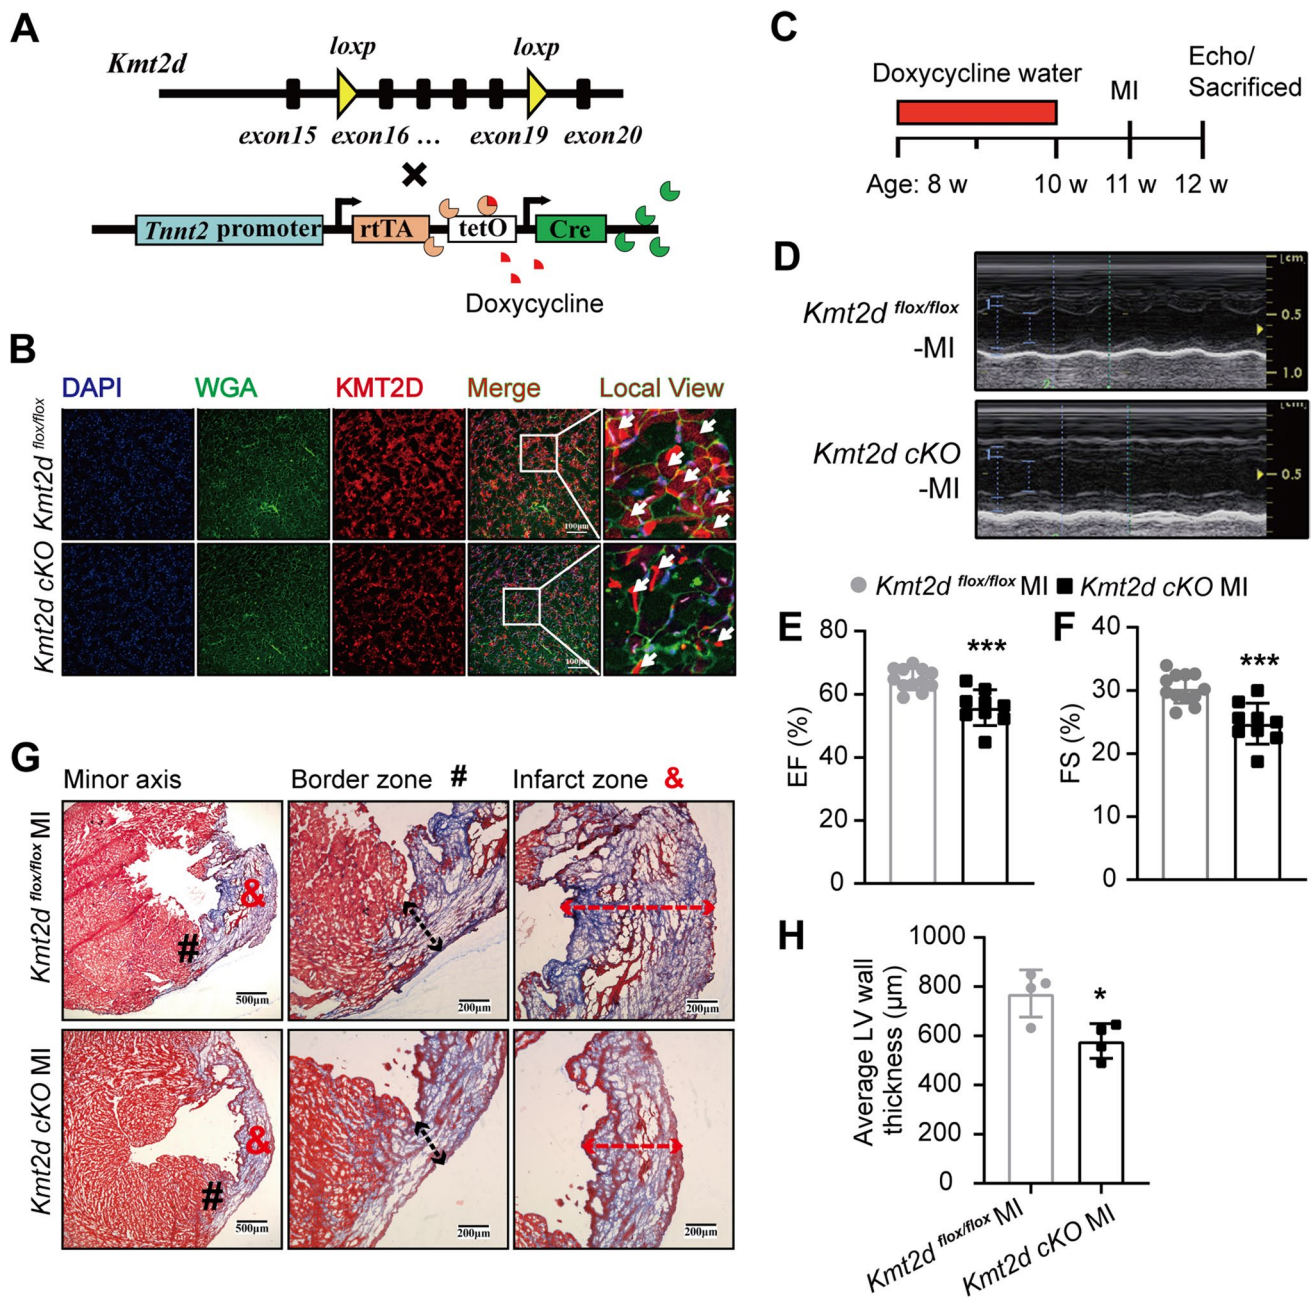 A
Kmt2d
loxp
loxp
exon15 exon16 ... exon19 exon20
Tnnt2 promoter
rtTA
tetO
Cre
Doxycycline
B
DAPI
WGA
KMT2D
Merge
Local View
Kmt2d flox/flox
100μm
Kmt2d cKO
100μm
C
Doxycycline water
MI
Echo/
Sacrificed
Age: 8 w
10 w
11 w
12 w
D
Kmt2d flox/flox
-MI
[cm
0.5
1.0
Kmt2d cKO
-MI
0.5
Kmt2d flox/flox MI
Kmt2d cKO MI
E
EF (%)
80
60
40
20
0
***
F
FS (%)
40
30
20
10
0
***
G
Minor axis
Border zone #
Infarct zone &
Kmt2d flox/flox MI
&
#
500μm
200μm
200μm
Kmt2d cKO MI
&
#
500μm
200μm
200μm
H
Average LV wall
thickness (μm)
1000
800
600
400
200
0
*
Kmt2d flox/flox MI
Kmt2d cKO MI